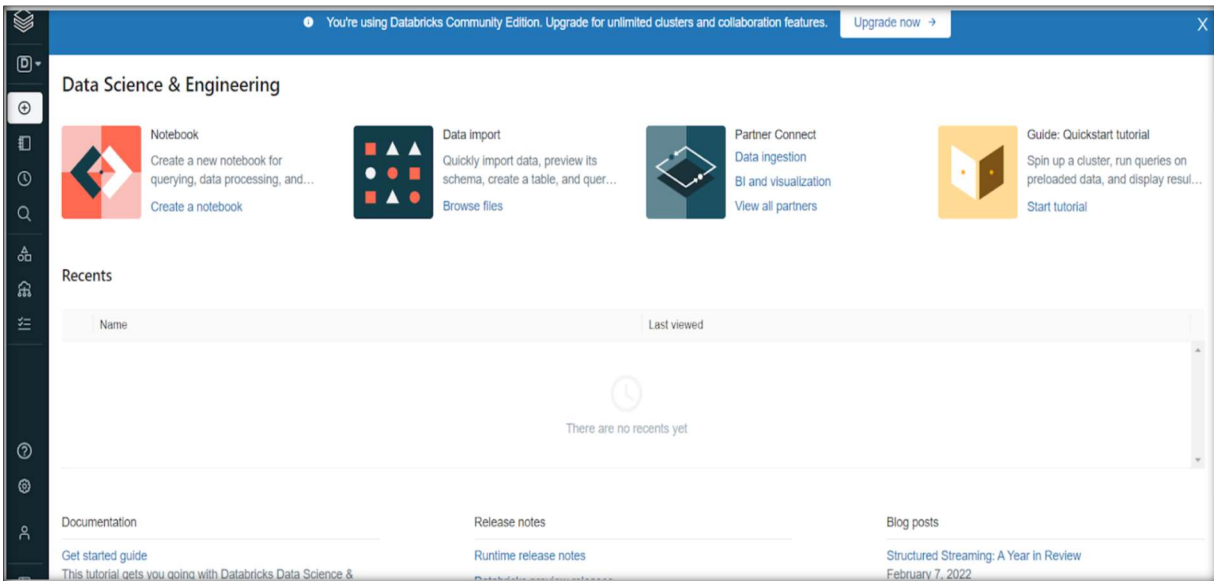 You're using Databricks Community Edition. Upgrade for unlimited clusters and collaboration features.
Upgrade now →
X
D
Data Science & Engineering
Notebook
Create a new notebook for
querying, data processing, and...
Create a notebook
Data import
Quickly import data, preview its
schema, create a table, and quer...
Browse files
Partner Connect
Data ingestion
BI and visualization
View all partners
Guide: Quickstart tutorial
Spin up a cluster, run queries on
preloaded data, and display resul...
Start tutorial
Recents
Name
Last viewed
There are no recents yet
Documentation
Get started guide
This tutorial gets you going with Databricks Data Science &
Release notes
Runtime release notes
Databricks preview releases
Blog posts
Structured Streaming: A Year in Review
February 7, 2022